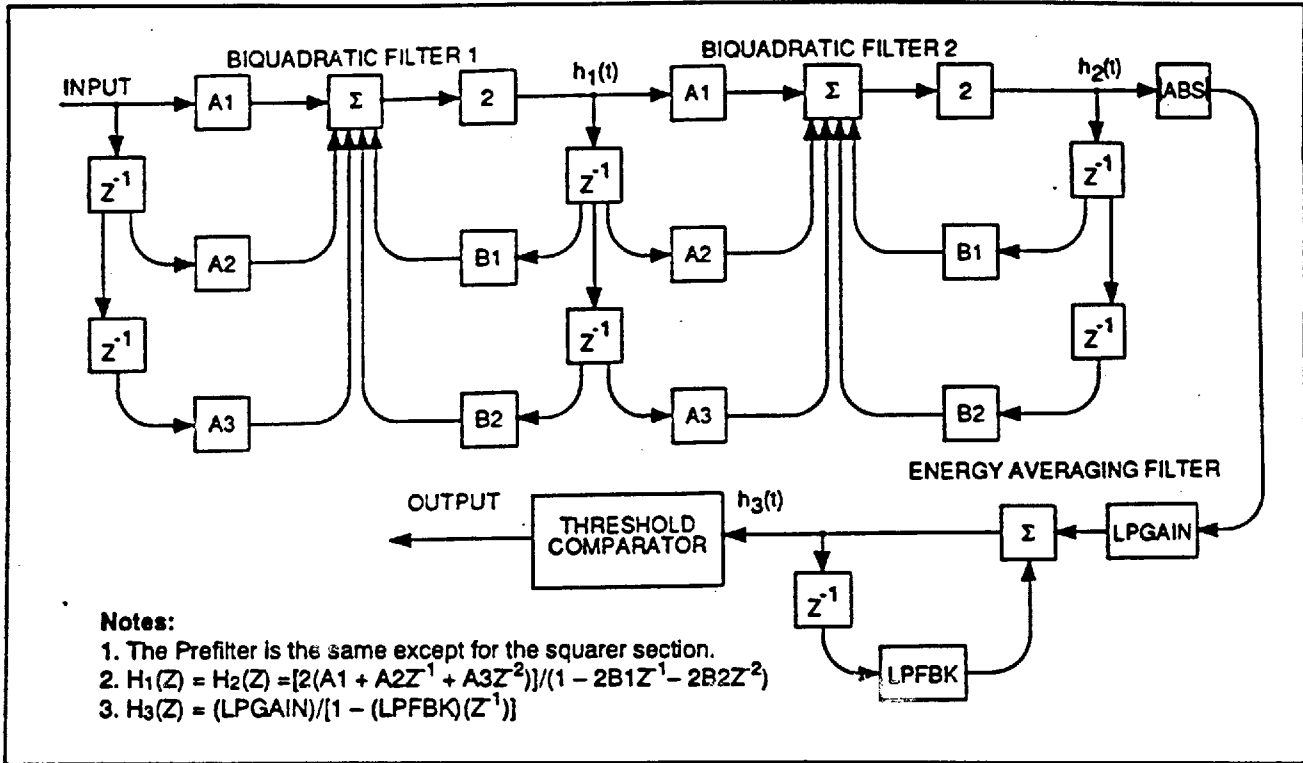 BIQUADRATIC FILTER 1
BIQUADRATIC FILTER 2
INPUT
A1
Σ
2
h₁(t)
A1
Σ
2
h₂(t)
ABS
Z⁻¹
Z⁻¹
Z⁻¹
A2
B1
A2
B1
Z⁻¹
Z⁻¹
Z⁻¹
A3
B2
A3
B2
ENERGY AVERAGING FILTER
OUTPUT
THRESHOLD
COMPARATOR
h₃(t)
Σ
LPGAIN
Z⁻¹
LPFBK
Notes:
1. The Prefilter is the same except for the squarer section.
2. H₁(Z) = H₂(Z) =[2(A1 + A2Z⁻¹ + A3Z⁻²)]/(1 – 2B1Z⁻¹– 2B2Z⁻²)
3. H₃(Z) = (LPGAIN)/[1 – (LPFBK)(Z⁻¹)]